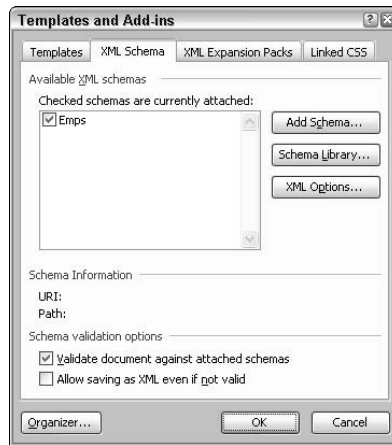 Templates and Add-ins
Templates XML Schema XML Expansion Packs Linked CSS
Available XML schemas
Checked schemas are currently attached:
Emps
Add Schema...
Schema Library...
XML Options...
Schema Information
URI:
Path:
Schema validation options
Validate document against attached schemas
Allow saving as XML even if not valid
Organizer... OK Cancel